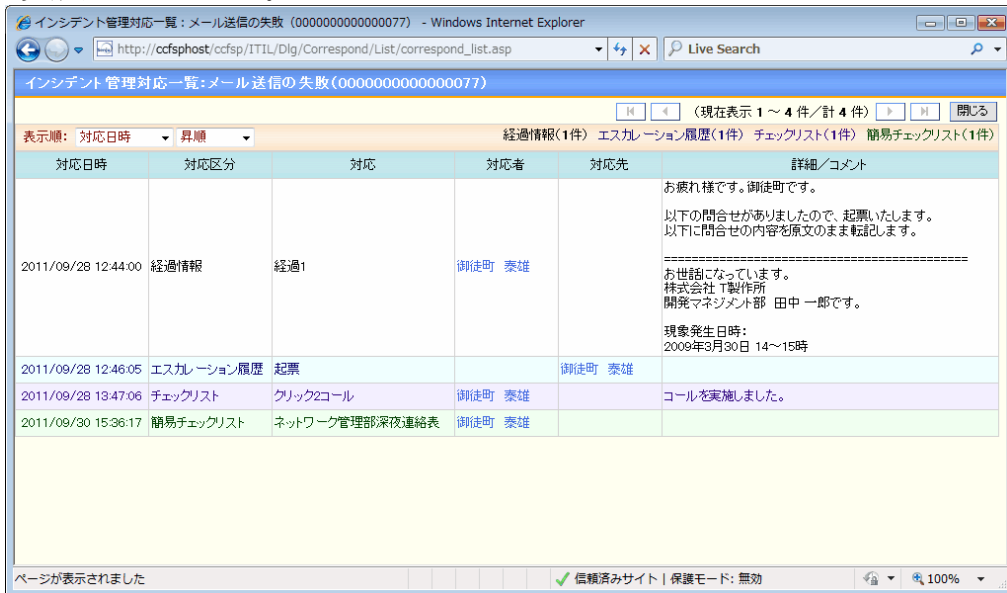 インシデント管理対応一覧：メール送信の失敗（0000000000000077） - Windows Internet Explorer
http://ccfsphost/ccfsp/ITIL/Dlg/Correspond/List/correspond_list.asp
Live Search
インシデント管理対応一覧：メール送信の失敗(0000000000000077)
(現在表示 1 ～ 4 件／計 4 件)
閉じる
表示順： 対応日時 昇順
経過情報(1件) エスカレーション履歴(1件) チェックリスト(1件) 簡易チェックリスト(1件)
対応日時 対応区分 対応 対応者 対応先 詳細／コメント
2011/09/28 12:44:00 経過情報 経過1 御徒町 泰雄
お疲れ様です。御徒町です。
以下の問合せがありましたので、起票いたします。
以下に問合せの内容を原文のまま転記します。
============================================
お世話になっています。
株式会社 T製作所
開発マネジメント部 田中 一郎です。
現象発生日時：
2009年3月30日 14～15時
2011/09/28 12:46:05 エスカレーション履歴 起票 御徒町 泰雄
2011/09/28 13:47:06 チェックリスト クリック2コール 御徒町 泰雄 コールを実施しました。
2011/09/30 15:36:17 簡易チェックリスト ネットワーク管理部深夜連絡表 御徒町 泰雄
ページが表示されました
信頼済みサイト | 保護モード: 無効
100%